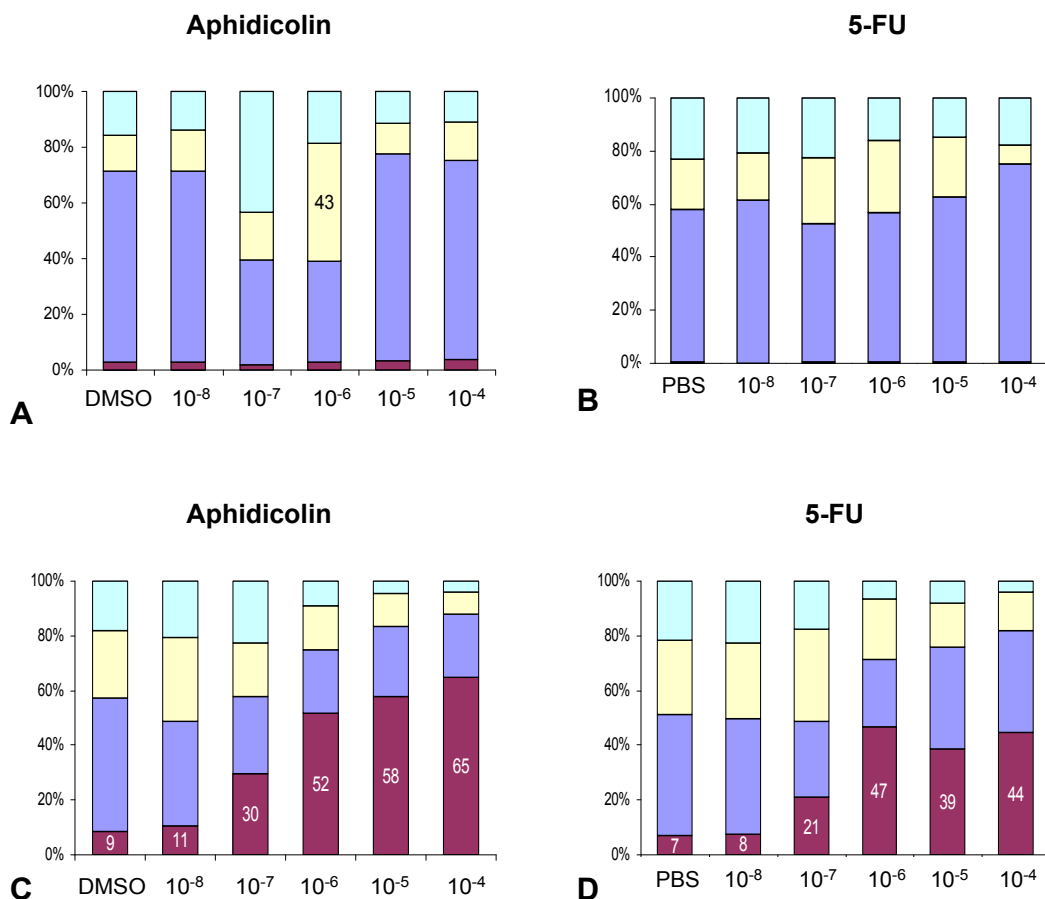 Aphidicolin
100%
80%
60%
40%
20%
0%
43
DMSO 10⁻⁸ 10⁻⁷ 10⁻⁶ 10⁻⁵ 10⁻⁴
A
5-FU
100%
80%
60%
40%
20%
0%
PBS 10⁻⁸ 10⁻⁷ 10⁻⁶ 10⁻⁵ 10⁻⁴
B
Aphidicolin
100%
80%
60%
40%
20%
0%
9 11 30 52 58 65
DMSO 10⁻⁸ 10⁻⁷ 10⁻⁶ 10⁻⁵ 10⁻⁴
C
5-FU
100%
80%
60%
40%
20%
0%
7 8 21 47 39 44
PBS 10⁻⁸ 10⁻⁷ 10⁻⁶ 10⁻⁵ 10⁻⁴
D